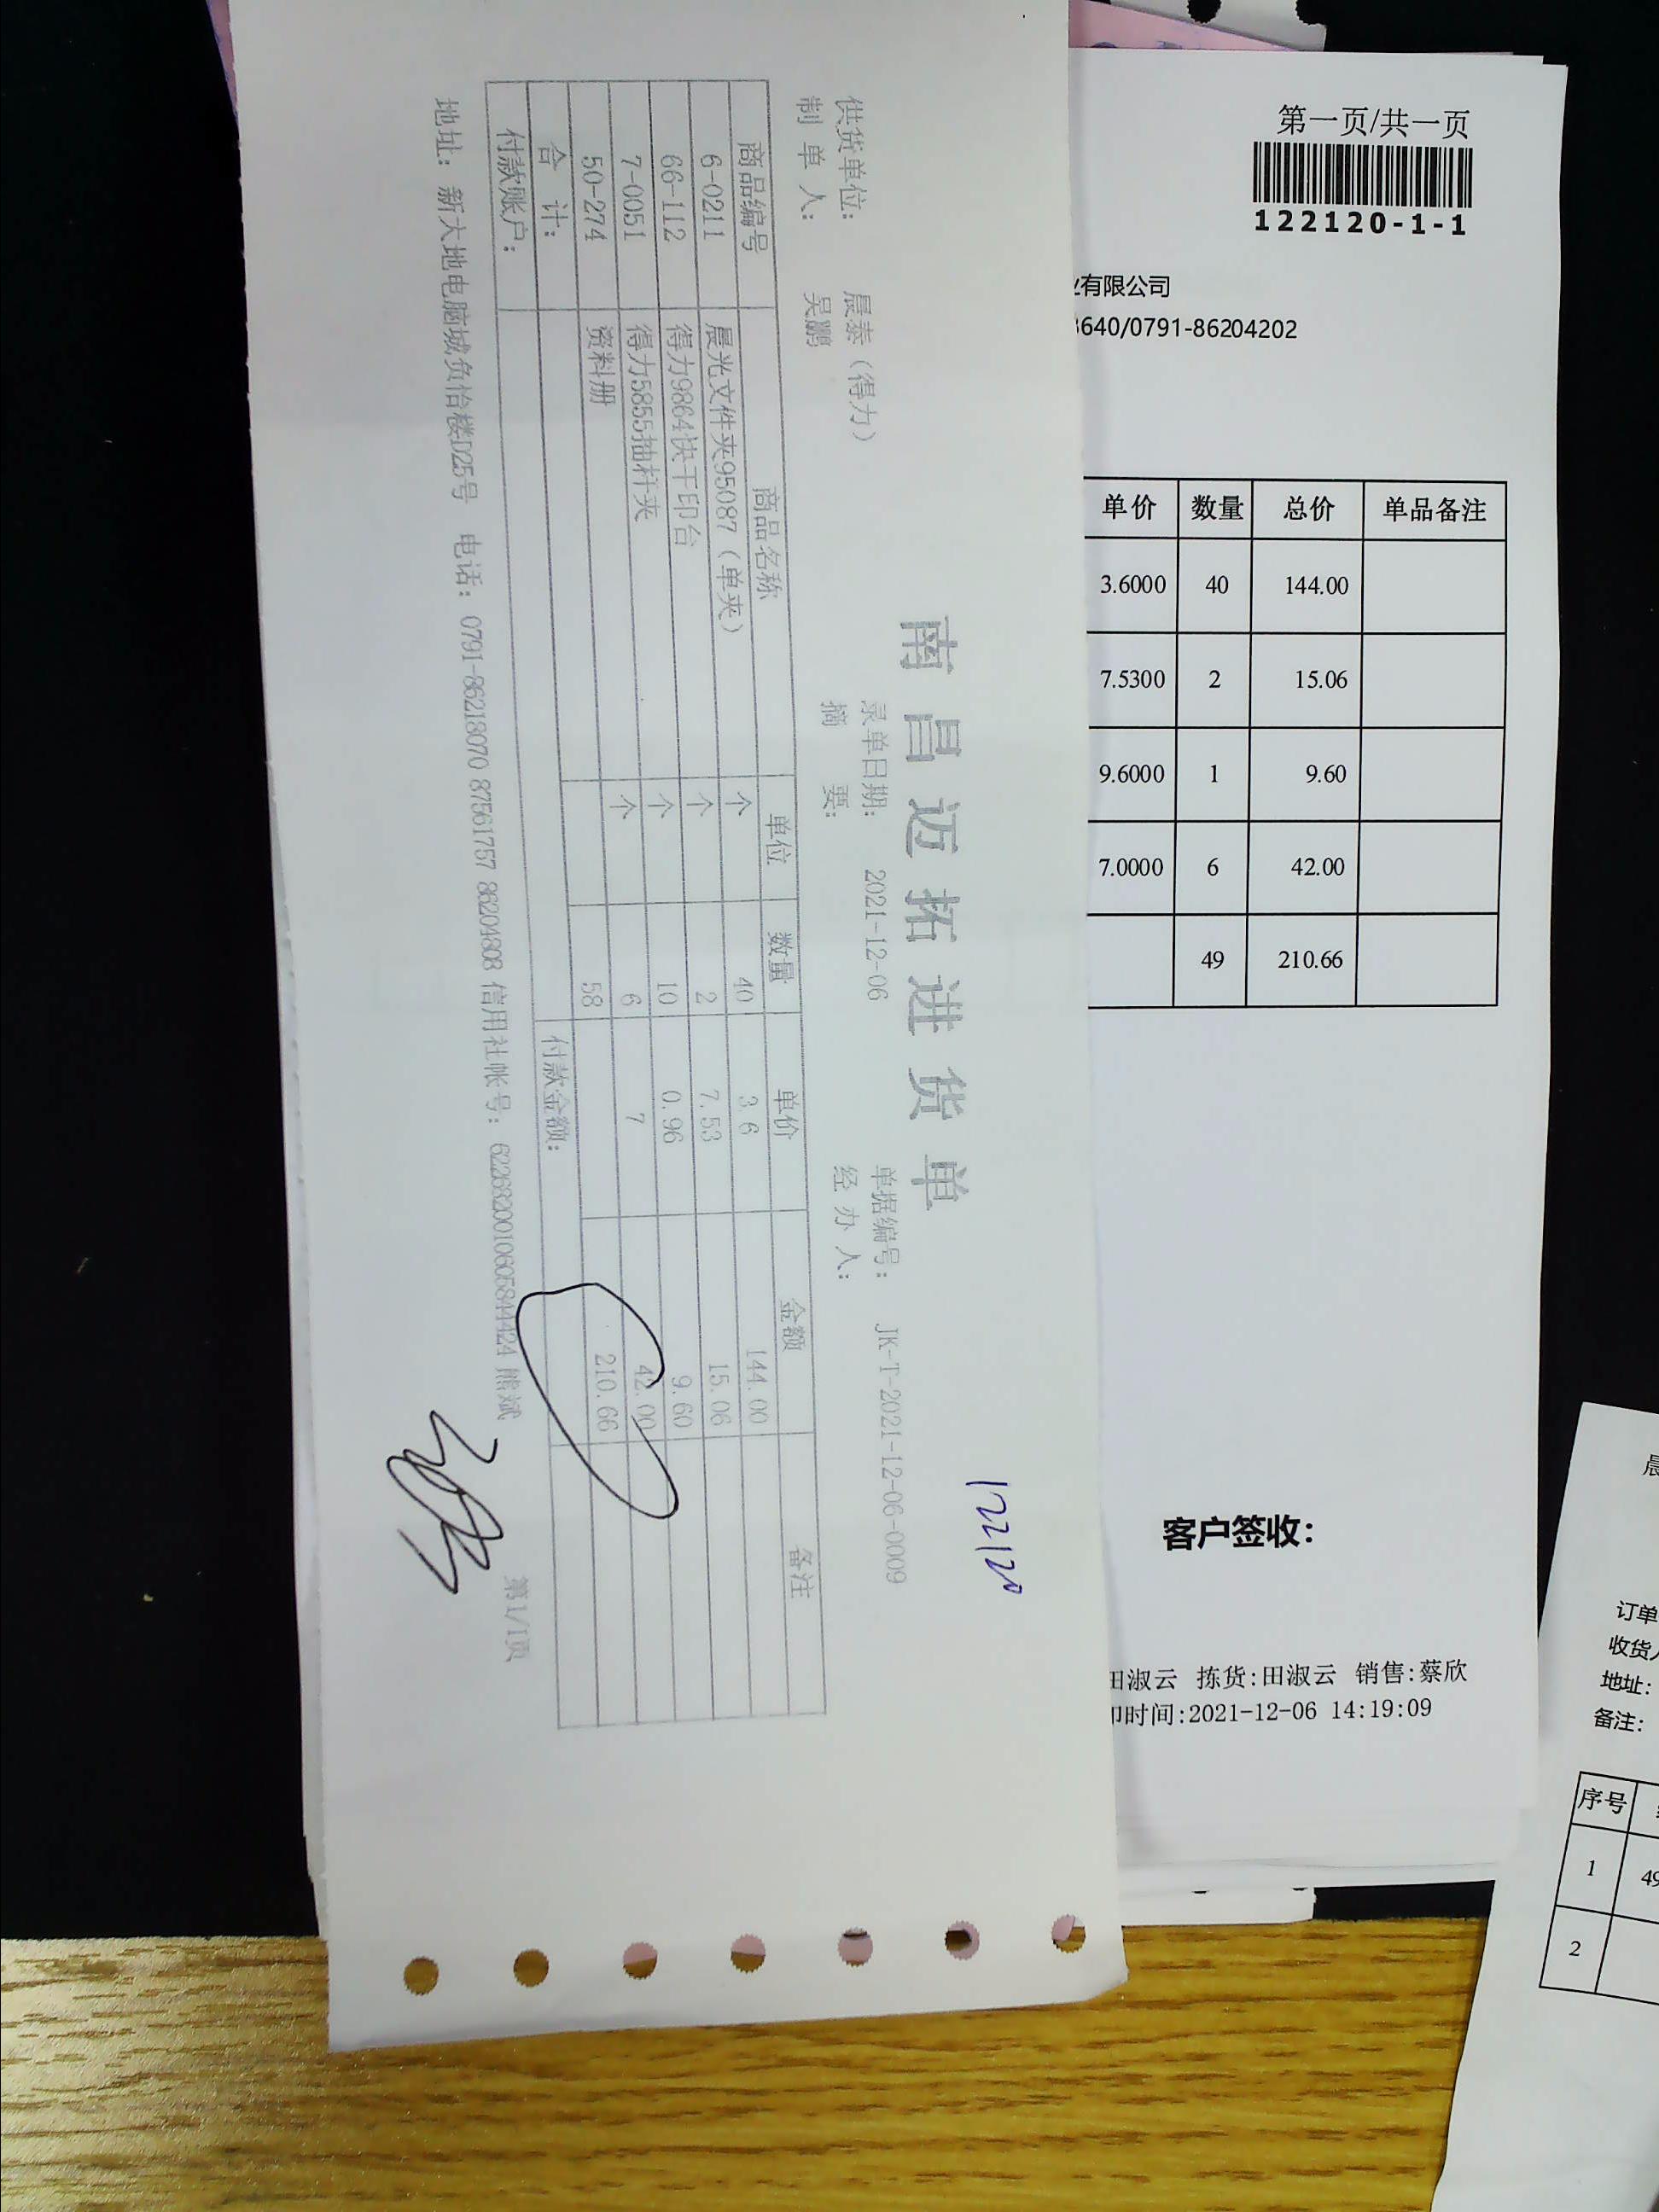 南昌迈拓进货单
122120
供货单位： 晨泰（得力） 录单日期： 2021-12-06 单据编号： JK-T-2021-12-06-0009
制 单 人： 吴鹏 摘 要： 经 办 人：
商品编号 商品名称 单位 数量 单价 金额 备注
6-0211 晨光文件夹95087（单夹） 个 40 3.6 144.00
66-112 得力9864快干印台 个 2 7.53 15.06
7-0051 得力5855抽杆夹 个 10 0.96 9.60
50-274 资料册 个 6 7 42.00
合 计： 58 210.66
付款账户： 付款金额：
地址： 新大地电脑城负怡楼D25号 电话：0791-86218070 87561757 86204808 信用社帐号：6226820010605844424 熊斌
第1/1页
第一页/共一页
122120-1-1
有限公司
640/0791-86204202
单价 数量 总价 单品备注
3.6000 40 144.00
7.5300 2 15.06
9.6000 1 9.60
7.0000 6 42.00
49 210.66
客户签收：
田淑云 拣货:田淑云 销售:蔡欣
时间:2021-12-06 14:19:09
晨
订单
收货人
地址：
备注：
序号
1 49
2